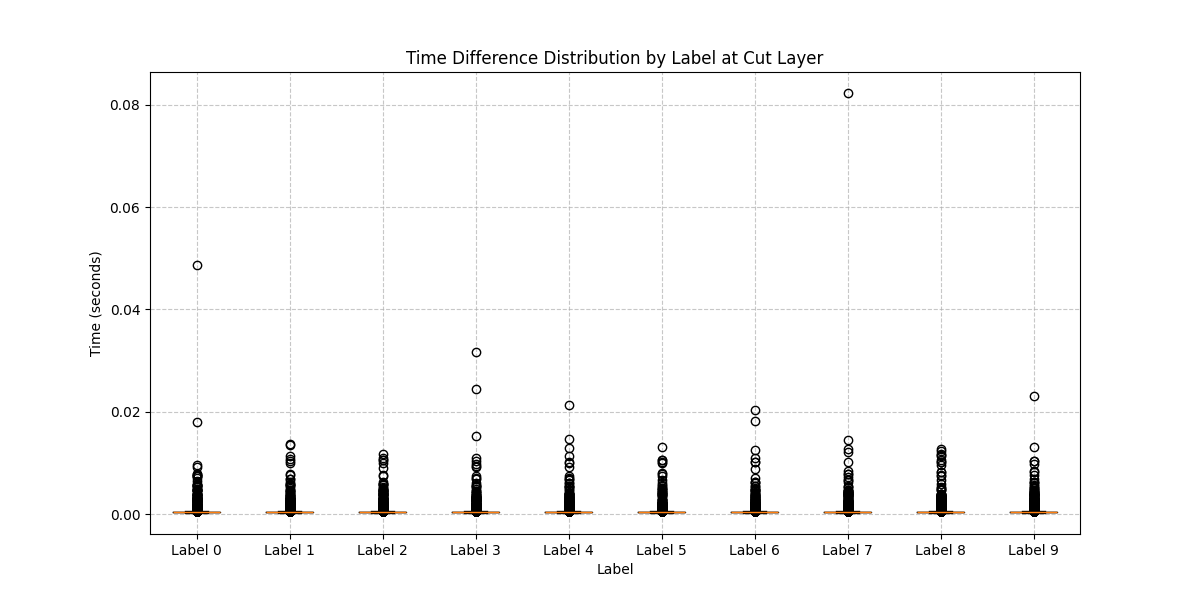 Time Difference Distribution by Label at Cut Layer
Time (seconds)
0.08
0.06
0.04
0.02
0.00
Label 0 Label 1 Label 2 Label 3 Label 4 Label 5 Label 6 Label 7 Label 8 Label 9
Label